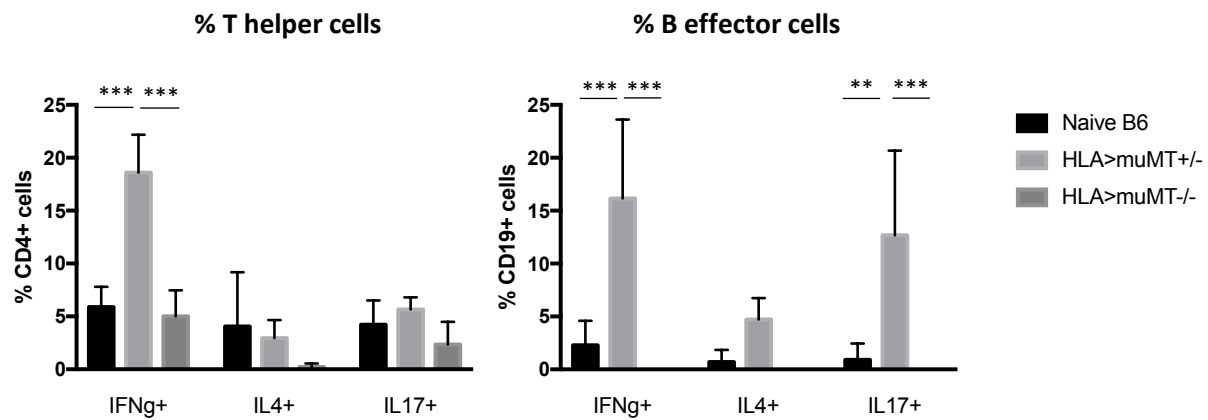 % T helper cells
*** ***
25
20
15
10
5
0
% CD4+ cells
IFNg+ IL4+ IL17+
% B effector cells
*** *** ** ***
25
20
15
10
5
0
% CD19+ cells
IFNg+ IL4+ IL17+
Naive B6
HLA>muMT+/-
HLA>muMT-/-